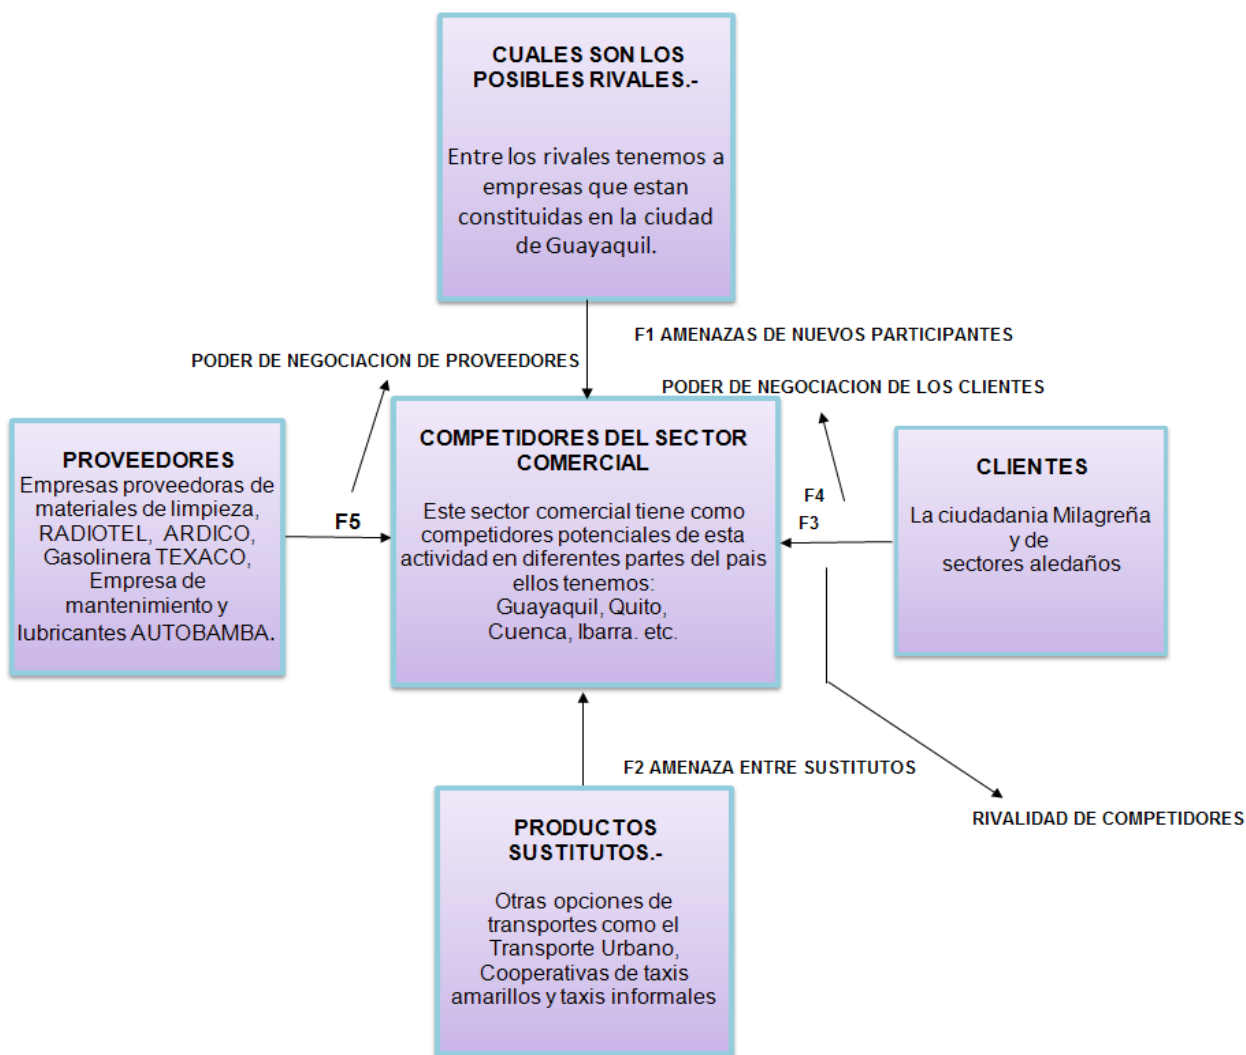 CUALES SON LOS
POSIBLES RIVALES.-
Entre los rivales tenemos a
empresas que estan
constituidas en la ciudad
de Guayaquil.
F1 AMENAZAS DE NUEVOS PARTICIPANTES
PODER DE NEGOCIACION DE PROVEEDORES
PODER DE NEGOCIACION DE LOS CLIENTES
PROVEEDORES
Empresas proveedoras de
materiales de limpieza,
RADIOTEL, ARDICO,
Gasolinera TEXACO,
Empresa de
mantenimiento y
lubricantes AUTOBAMBA.
F5
COMPETIDORES DEL SECTOR
COMERCIAL
Este sector comercial tiene como
competidores potenciales de esta
actividad en diferentes partes del pais
ellos tenemos:
Guayaquil, Quito,
Cuenca, Ibarra. etc.
F4
F3
CLIENTES
La ciudadania Milagreña
y de
sectores aledaños
F2 AMENAZA ENTRE SUSTITUTOS
RIVALIDAD DE COMPETIDORES
PRODUCTOS
SUSTITUTOS.-
Otras opciones de
transportes como el
Transporte Urbano,
Cooperativas de taxis
amarillos y taxis informales